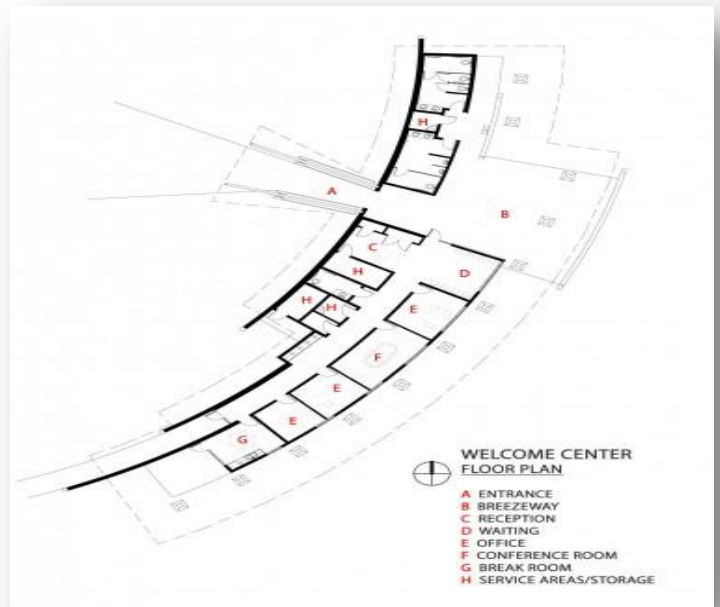 H
A
B
C
D
H
H
H
E
F
E
E
G
WELCOME CENTER
FLOOR PLAN
A ENTRANCE
B BREEZEWAY
C RECEPTION
D WAITING
E OFFICE
F CONFERENCE ROOM
G BREAK ROOM
H SERVICE AREAS/STORAGE